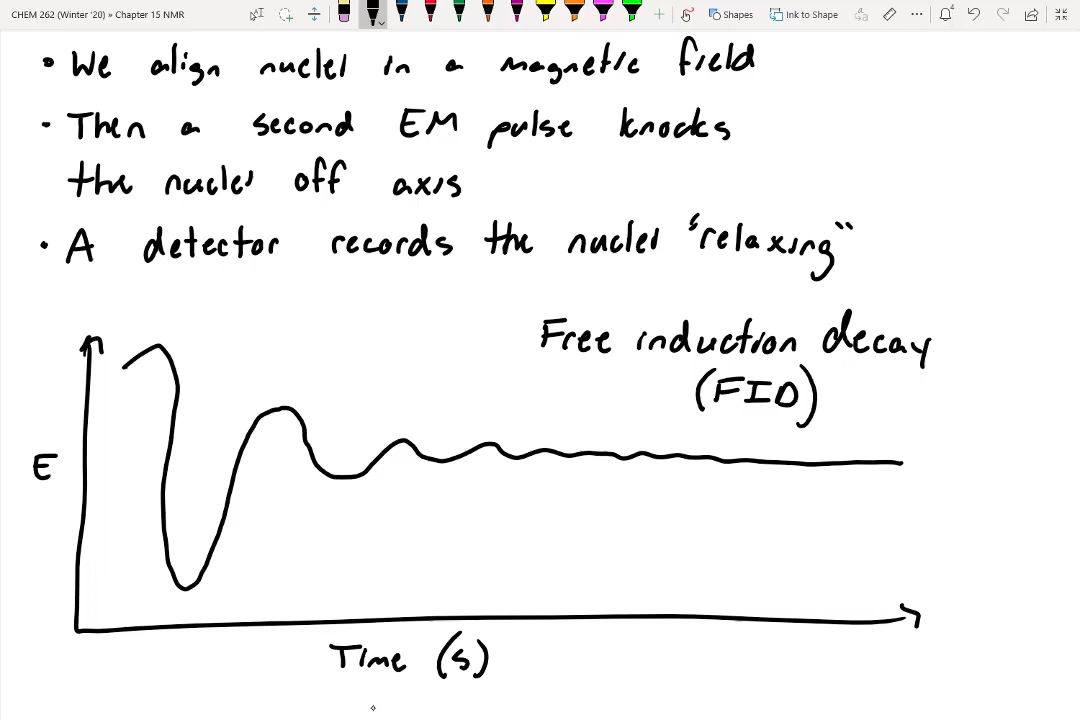 CHEM 262 (Winter '20) » Chapter 15 NMR
Shapes
Ink to Shape
• We align nuclei in a magnetic field
• Then a second EM pulse knocks
the nuclei off axis
• A detector records the nuclei "relaxing"
Free induction decay
(FID)
E
Time (s)